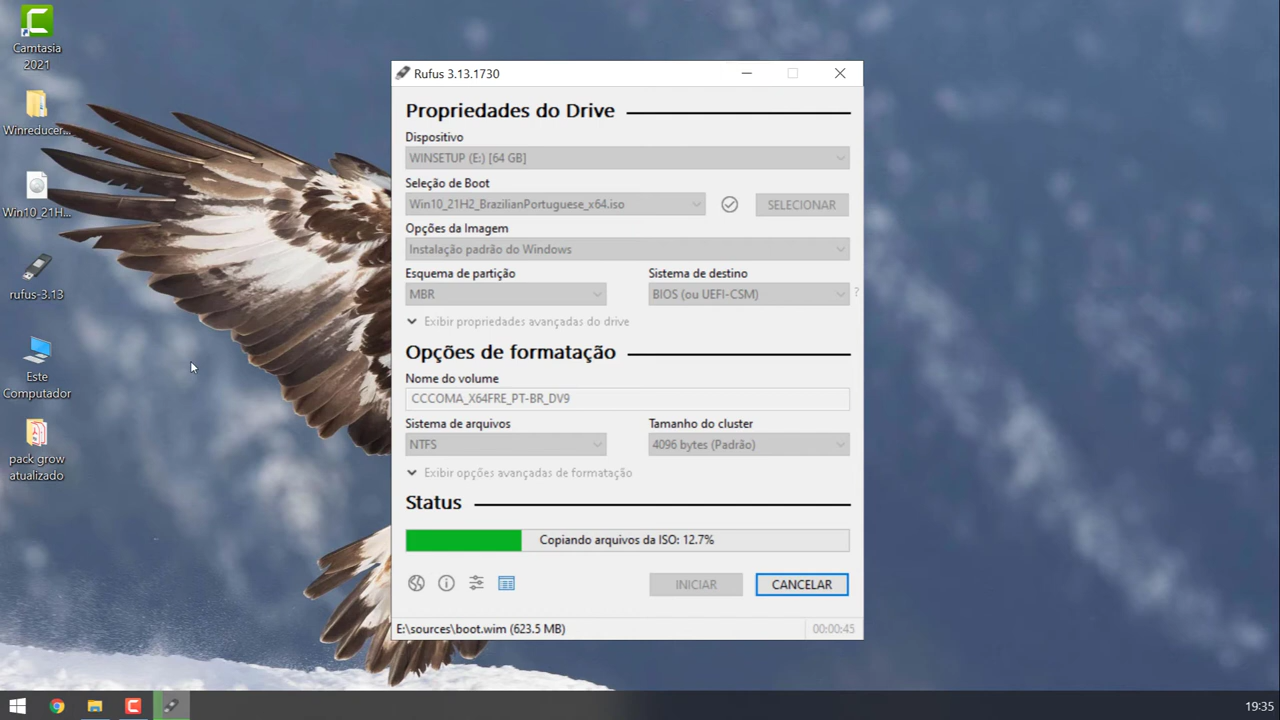 Camtasia
2021
Winreducer...
Win10_21H...
rufus-3.13
Este
Computador
pack grow
atualizado
Rufus 3.13.1730
Propriedades do Drive
Dispositivo
WINSETUP (E:) [64 GB]
Seleção de Boot
Win10_21H2_BrazilianPortuguese_x64.iso
SELECIONAR
Opções da Imagem
Instalação padrão do Windows
Esquema de partição
Sistema de destino
MBR
BIOS (ou UEFI-CSM)
?
Exibir propriedades avançadas do drive
Opções de formatação
Nome do volume
CCCOMA_X64FRE_PT-BR_DV9
Sistema de arquivos
Tamanho do cluster
NTFS
4096 bytes (Padrão)
Exibir opções avançadas de formatação
Status
Copiando arquivos da ISO: 12.7%
INICIAR
CANCELAR
E:\sources\boot.wim (623.5 MB)
00:00:45
19:35